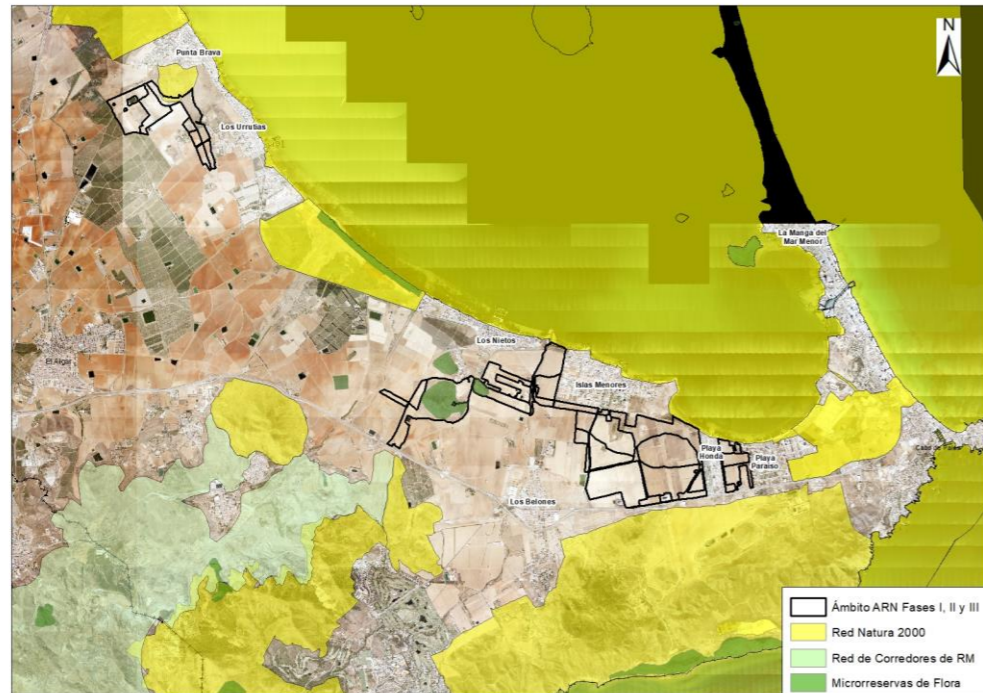 N
Punta Brava
Los Urrutias
La Manga del
Mar Menor
Los Nietos
El Algar
Islas Menores
Playa
Honda
Playa
Paraiso
Cabo de Palos
Los Belones
Ámbito ARN Fases I, II y III
Red Natura 2000
Red de Corredores de RM
Microrreservas de Flora